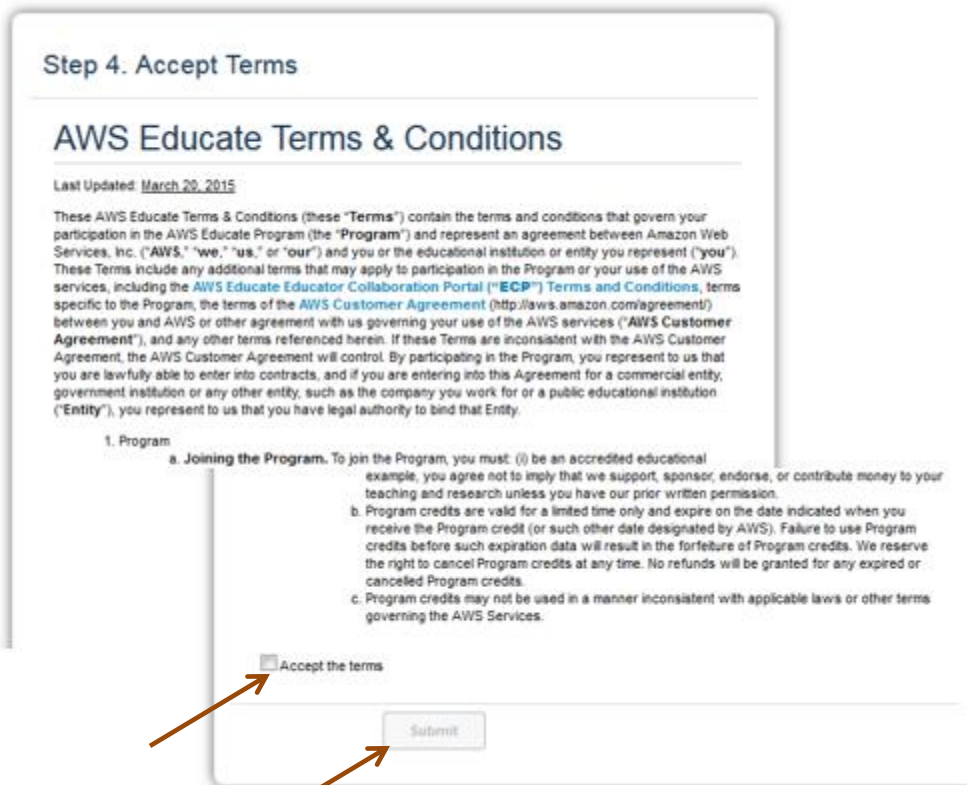 Step 4. Accept Terms
AWS Educate Terms & Conditions
Last Updated: March 20, 2015
These AWS Educate Terms & Conditions (these “Terms”) contain the terms and conditions that govern your
participation in the AWS Educate Program (the “Program”) and represent an agreement between Amazon Web
Services, Inc. (“AWS,” “we,” “us,” or “our”) and you or the educational institution or entity you represent (“you”).
These Terms include any additional terms that may apply to participation in the Program or your use of the AWS
services, including the AWS Educate Educator Collaboration Portal (“ECP”) Terms and Conditions, terms
specific to the Program, the terms of the AWS Customer Agreement (http://aws.amazon.com/agreement/)
between you and AWS or other agreement with us governing your use of the AWS services (“AWS Customer
Agreement”), and any other terms referenced herein. If these Terms are inconsistent with the AWS Customer
Agreement, the AWS Customer Agreement will control. By participating in the Program, you represent to us that
you are lawfully able to enter into contracts, and if you are entering into this Agreement for a commercial entity,
government institution or any other entity, such as the company you work for or a public educational institution
(“Entity”), you represent to us that you have legal authority to bind that Entity.
1. Program
a. Joining the Program. To join the Program, you must: (i) be an accredited educational
example, you agree not to imply that we support, sponsor, endorse, or contribute money to your
teaching and research unless you have our prior written permission.
b. Program credits are valid for a limited time only and expire on the date indicated when you
receive the Program credit (or such other date designated by AWS). Failure to use Program
credits before such expiration data will result in the forfeiture of Program credits. We reserve
the right to cancel Program credits at any time. No refunds will be granted for any expired or
cancelled Program credits.
c. Program credits may not be used in a manner inconsistent with applicable laws or other terms
governing the AWS Services.
Accept the terms
Submit